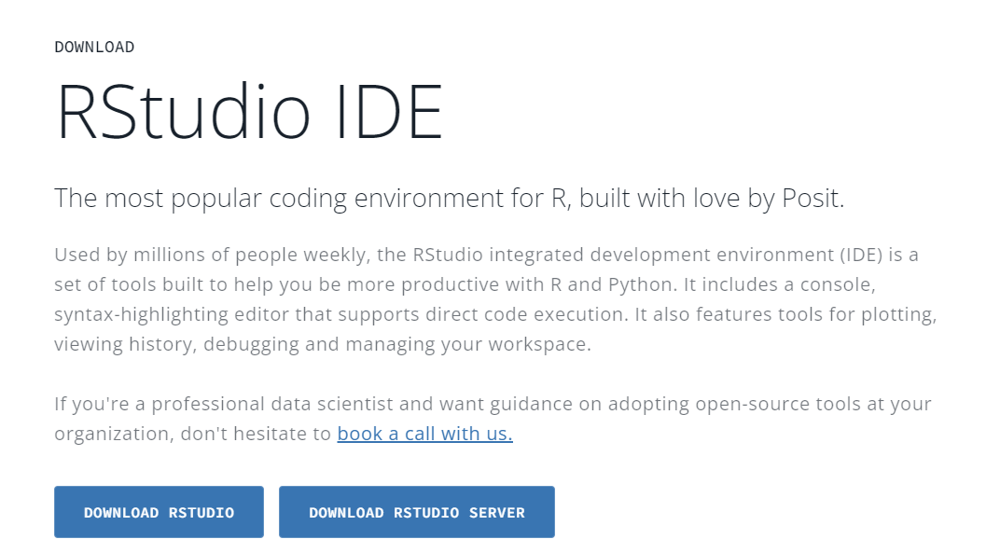 DOWNLOAD
RStudio IDE
The most popular coding environment for R, built with love by Posit.
Used by millions of people weekly, the RStudio integrated development environment (IDE) is a
set of tools built to help you be more productive with R and Python. It includes a console,
syntax-highlighting editor that supports direct code execution. It also features tools for plotting,
viewing history, debugging and managing your workspace.
If you're a professional data scientist and want guidance on adopting open-source tools at your
organization, don't hesitate to book a call with us.
DOWNLOAD RSTUDIO
DOWNLOAD RSTUDIO SERVER